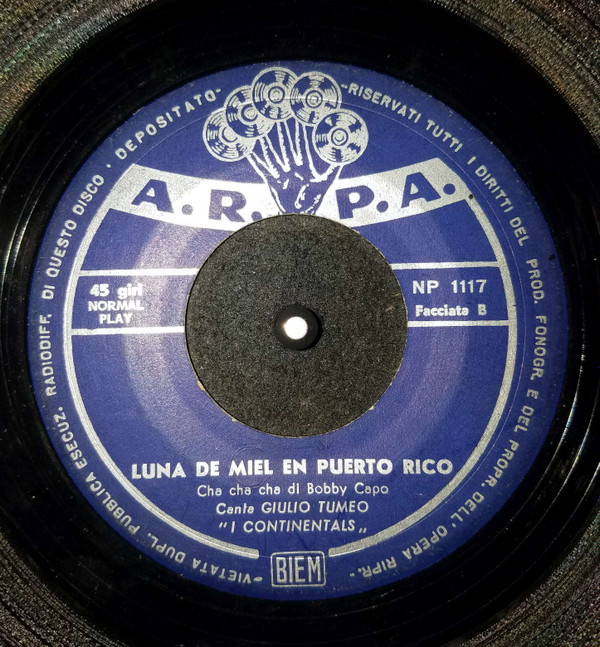 A.R.P.A.
45 giri
NORMAL
PLAY
NP 1117
Facciata B
LUNA DE MIEL EN PUERTO RICO
Cha cha cha di Bobby Capo
Canta GIULIO TUMEO
"I CONTINENTALS„
BIEM
DEPOSITATO - RISERVATI TUTTI I DIRITTI DEL PROD. FONOGR. E DEL PROPR. DELL' OPERA RIPR. - VIETATA DUPL. PUBBLICA ESECUZ. RADIODIFF. DI QUESTO DISCO ·